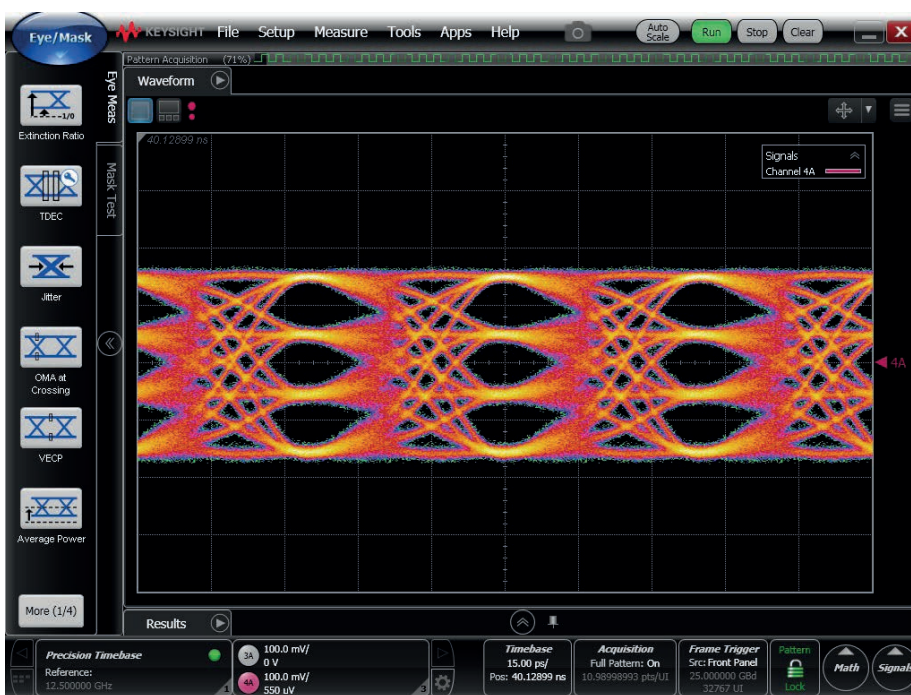 Eye/Mask
KEYSIGHT File Setup Measure Tools Apps Help
Auto Scale
Run
Stop
Clear
X
Pattern Acquisition (71%)
Waveform
Eye Meas
Mask Test
Extinction Ratio
TDEC
Jitter
OMA at
Crossing
VECP
Average Power
More (1/4)
40.12899 ns
Signals
Channel 4A
4A
Results
Precision Timebase
Reference:
12.500000 GHz
1
3A 100.0 mV/
0 V
4A 100.0 mV/
550 uV
3
Timebase
15.00 ps/
Pos: 40.12899 ns
Acquisition
Full Pattern: On
10.98998993 pts/UI
Frame Trigger
Src: Front Panel
25.000000 GBd
32767 UI
Pattern
Lock
Math
Signals